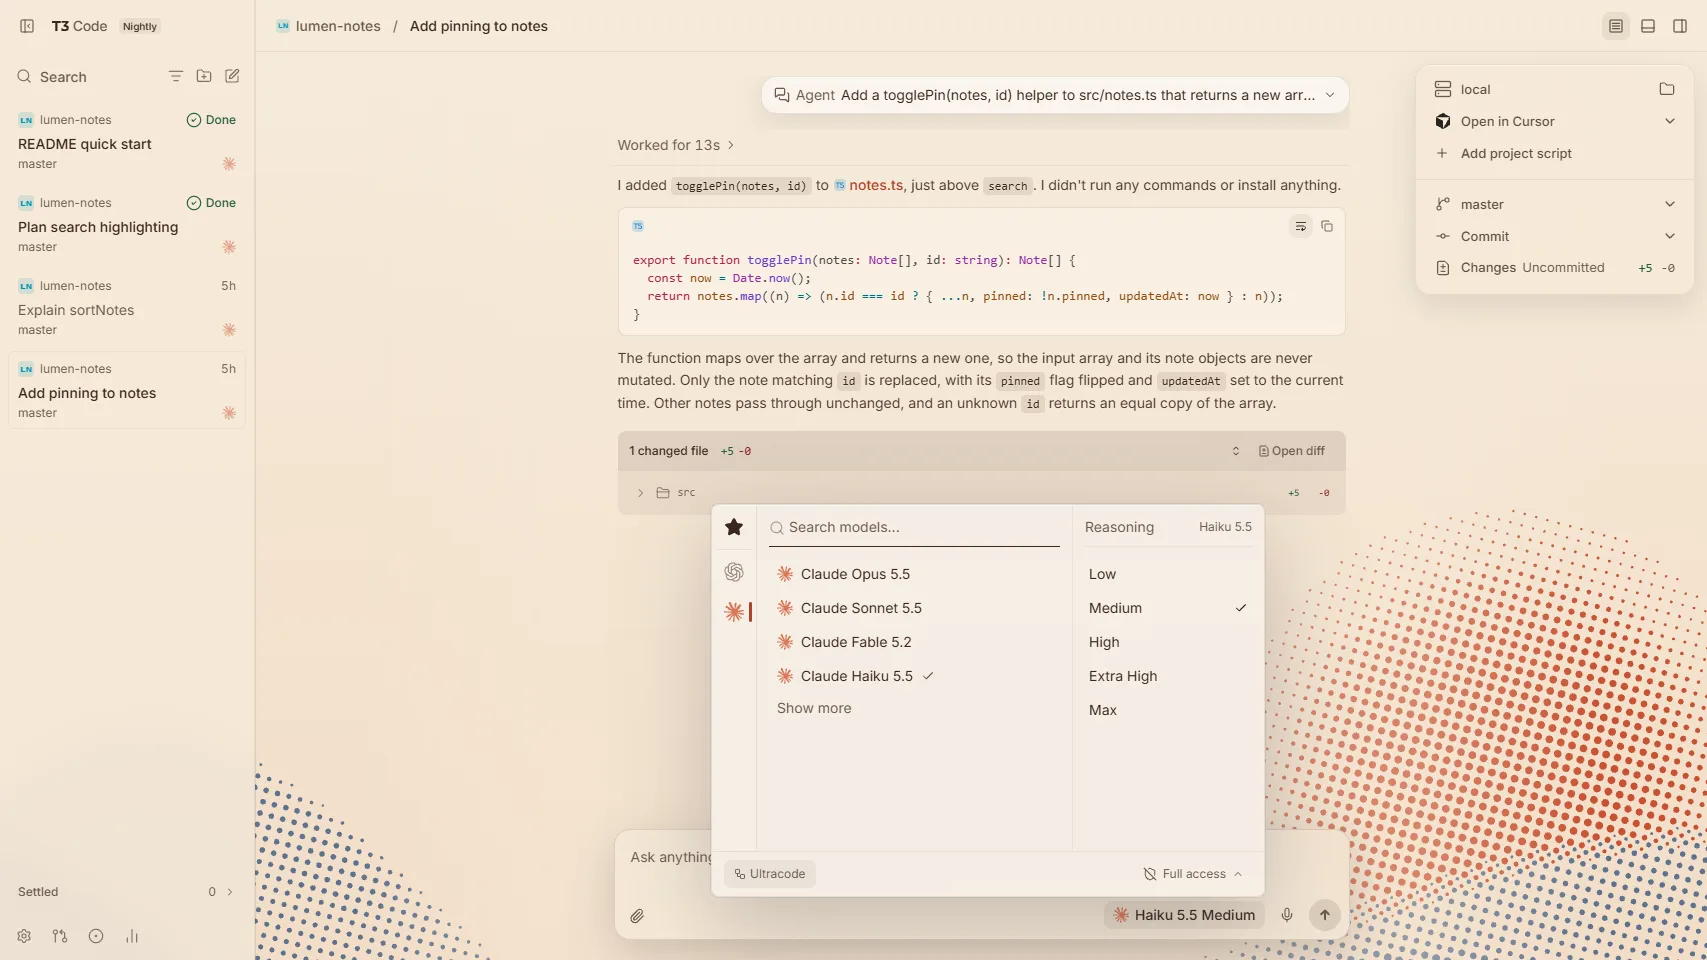 T3 Code Nightly
Search
LN lumen-notes Done
README quick start
master
LN lumen-notes Done
Plan search highlighting
master
LN lumen-notes 5h
Explain sortNotes
master
LN lumen-notes 5h
Add pinning to notes
master
Settled 0
LN lumen-notes / Add pinning to notes
Agent Add a togglePin(notes, id) helper to src/notes.ts that returns a new arr...
Worked for 13s
I added togglePin(notes, id) to TS notes.ts, just above search. I didn't run any commands or install anything.
TS
export function togglePin(notes: Note[], id: string): Note[] {
const now = Date.now();
return notes.map((n) => (n.id === id ? { ...n, pinned: !n.pinned, updatedAt: now } : n));
}
The function maps over the array and returns a new one, so the input array and its note objects are never
mutated. Only the note matching id is replaced, with its pinned flag flipped and updatedAt set to the current
time. Other notes pass through unchanged, and an unknown id returns an equal copy of the array.
1 changed file +5 -0 Open diff
src +5 -0
Search models...
Claude Opus 5.5
Claude Sonnet 5.5
Claude Fable 5.2
Claude Haiku 5.5
Show more
Reasoning Haiku 5.5
Low
Medium
High
Extra High
Max
Ultracode Full access
Ask anything
Haiku 5.5 Medium
local
Open in Cursor
Add project script
master
Commit
Changes Uncommitted +5 -0